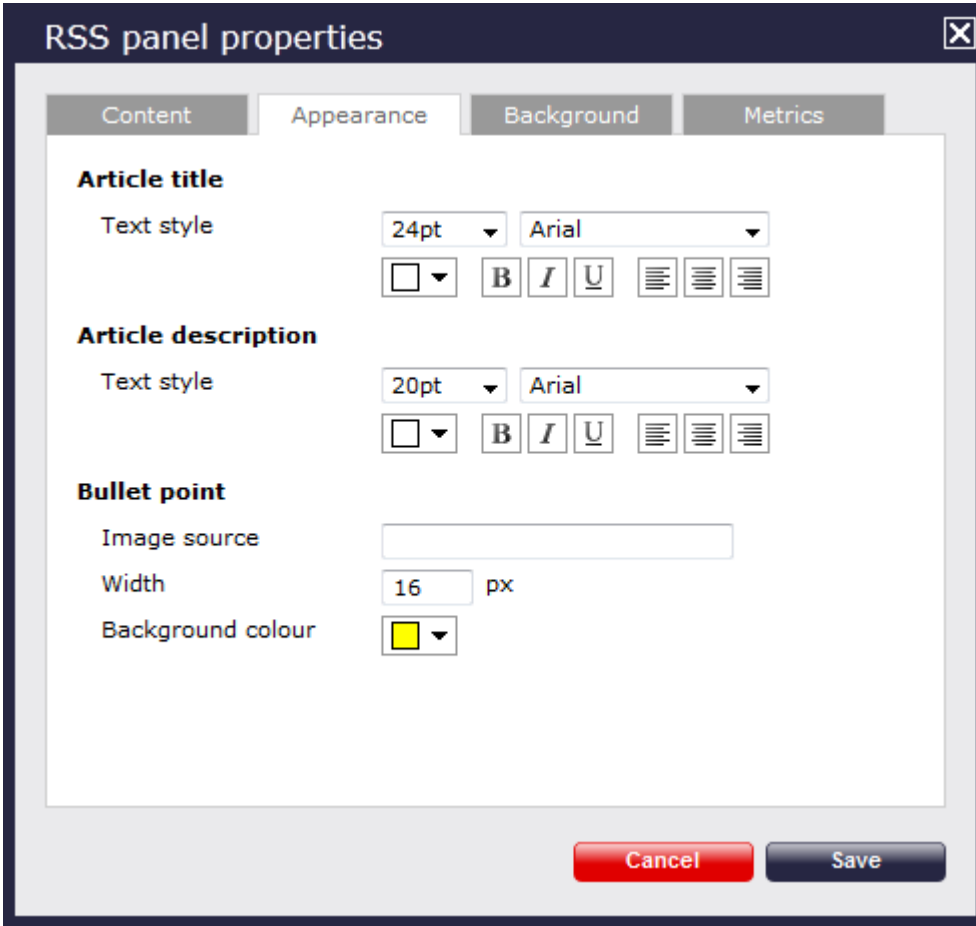 RSS panel properties
Content Appearance Background Metrics
Article title
Text style 24pt Arial
B I U
Article description
Text style 20pt Arial
B I U
Bullet point
Image source
Width 16 px
Background colour
Cancel Save